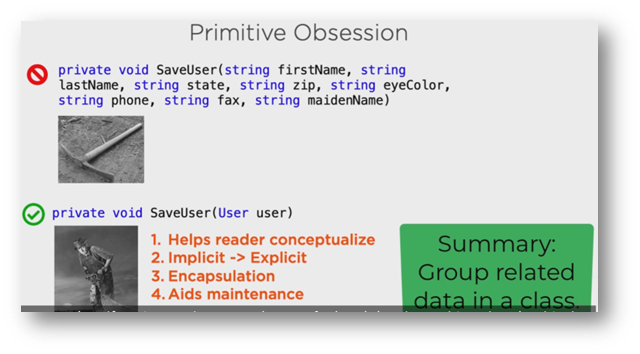 Primitive Obsession
private void SaveUser(string firstName, string
lastName, string state, string zip, string eyeColor,
string phone, string fax, string maidenName)
private void SaveUser(User user)
1. Helps reader conceptualize
2. Implicit -> Explicit
3. Encapsulation
4. Aids maintenance
Summary:
Group related
data in a class.